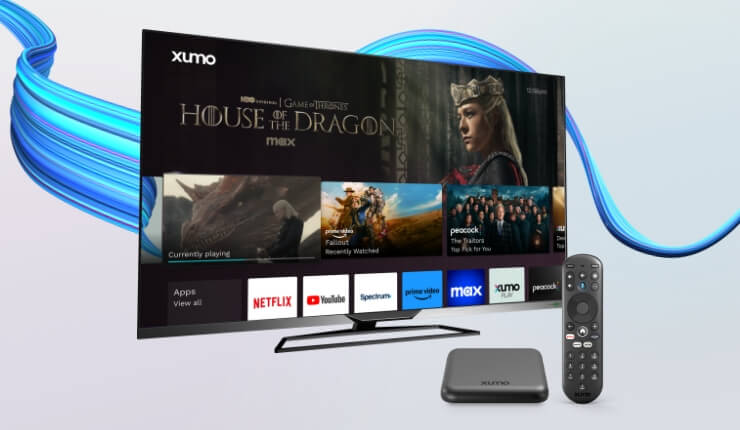 xumo
HBO ORIGINAL | GAME OF THRONES
HOUSE OF THE DRAGON
max
Currently playing
prime video
Fallout
Recently Watched
peacock
The Traitors
Top Pick for You
Apps
View all
NETFLIX
YouTube
Spectrum
prime video
max
xumo
PLAY
peacock
xumo
xumo